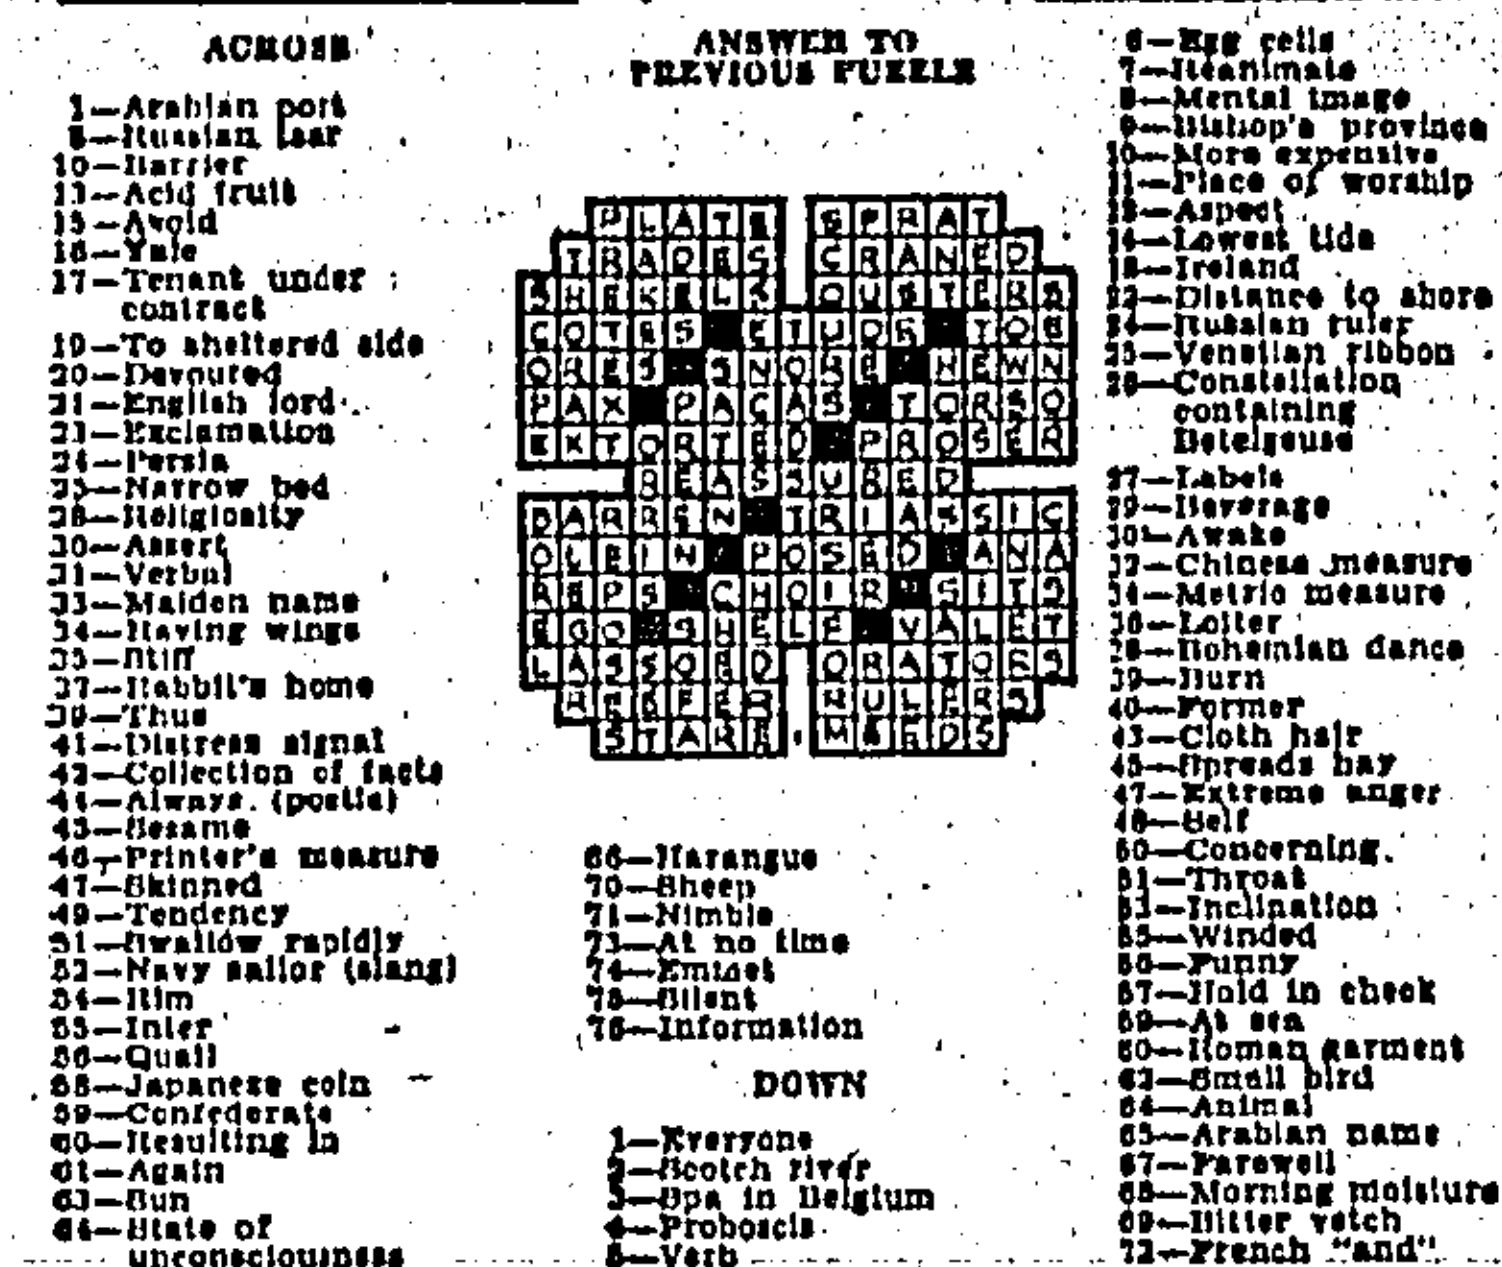 ACROSS
1—Arabian port
5—Russian tsar
10—Barrier
13—Acid fruit
15—Avoid
16—Yale
17—Tenant under
contract
19—To sheltered side
20—Devoured
21—English lord
23—Exclamation
24—Persia
25—Narrow bed
28—Religiosity
30—Assert
31—Verbal
33—Maiden name
34—Having wings
35—Stiff
37—Rabbit's home
39—Thus
41—Distress signal
42—Collection of facts
44—Always (poetic)
45—Sesame
46—Printer's measure
47—Skinned
49—Tendency
51—Swallow rapidly
52—Navy sailor (slang)
54—Rim
55—Inter
56—Quail
58—Japanese coin
59—Confederate
60—Resulting in
61—Again
63—Sun
64—State of
unconsciousness
ANSWER TO
PREVIOUS PUZZLE
PLATE SPRAT
TRADES CRANED
SHEKELS OUSTERS
COTES ETUDE TOE
ORES SNORE HEWN
PAX PACAS TORSO
EXTORTED PROSER
REASSURED
BARREN TRIASSIC
OLEIN POSED ANA
REPS CHOIR SITS
EGO SHELF VALET
LASSOED ORATORS
REEFER RULERS
STARE MEEDS
66—Harangue
70—Sheep
71—Nimble
73—At no time
74—Eminet
75—Silent
76—Information
DOWN
1—Everyone
2—Scotch river
3—Spa in Belgium
4—Proboscis
5—Verb
6—Egg cells
7—Reanimate
8—Mental image
9—Bishop's province
10—More expensive
11—Place of worship
12—Aspect
14—Lowest tide
18—Ireland
22—Distance to shore
24—Russian ruler
25—Venetian ribbon
26—Constellation
containing
Betelgeuse
27—Labels
29—Beverage
30—Awake
32—Chinese measure
34—Metric measure
36—Loiter
38—Bohemian dance
39—Burn
40—Former
43—Cloth hair
45—Spreads hay
47—Extreme anger
48—Self
50—Concerning
51—Throat
53—Inclination
55—Winded
56—Funny
57—Hold in check
59—At sea
60—Roman garment
62—Small bird
64—Animal
65—Arabian name
67—Farewell
68—Morning moisture
69—Bitter vetch
72—French "and"